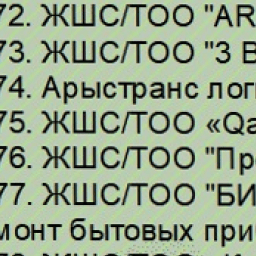 72. ЖШС/ТОО "AR
73. ЖШС/ТОО "З В
74. Арыстранс лог
75. ЖШС/ТОО «Qa
76. ЖШС/ТОО "Пр
77. ЖШС/ТОО "БИ
монт бытовых при